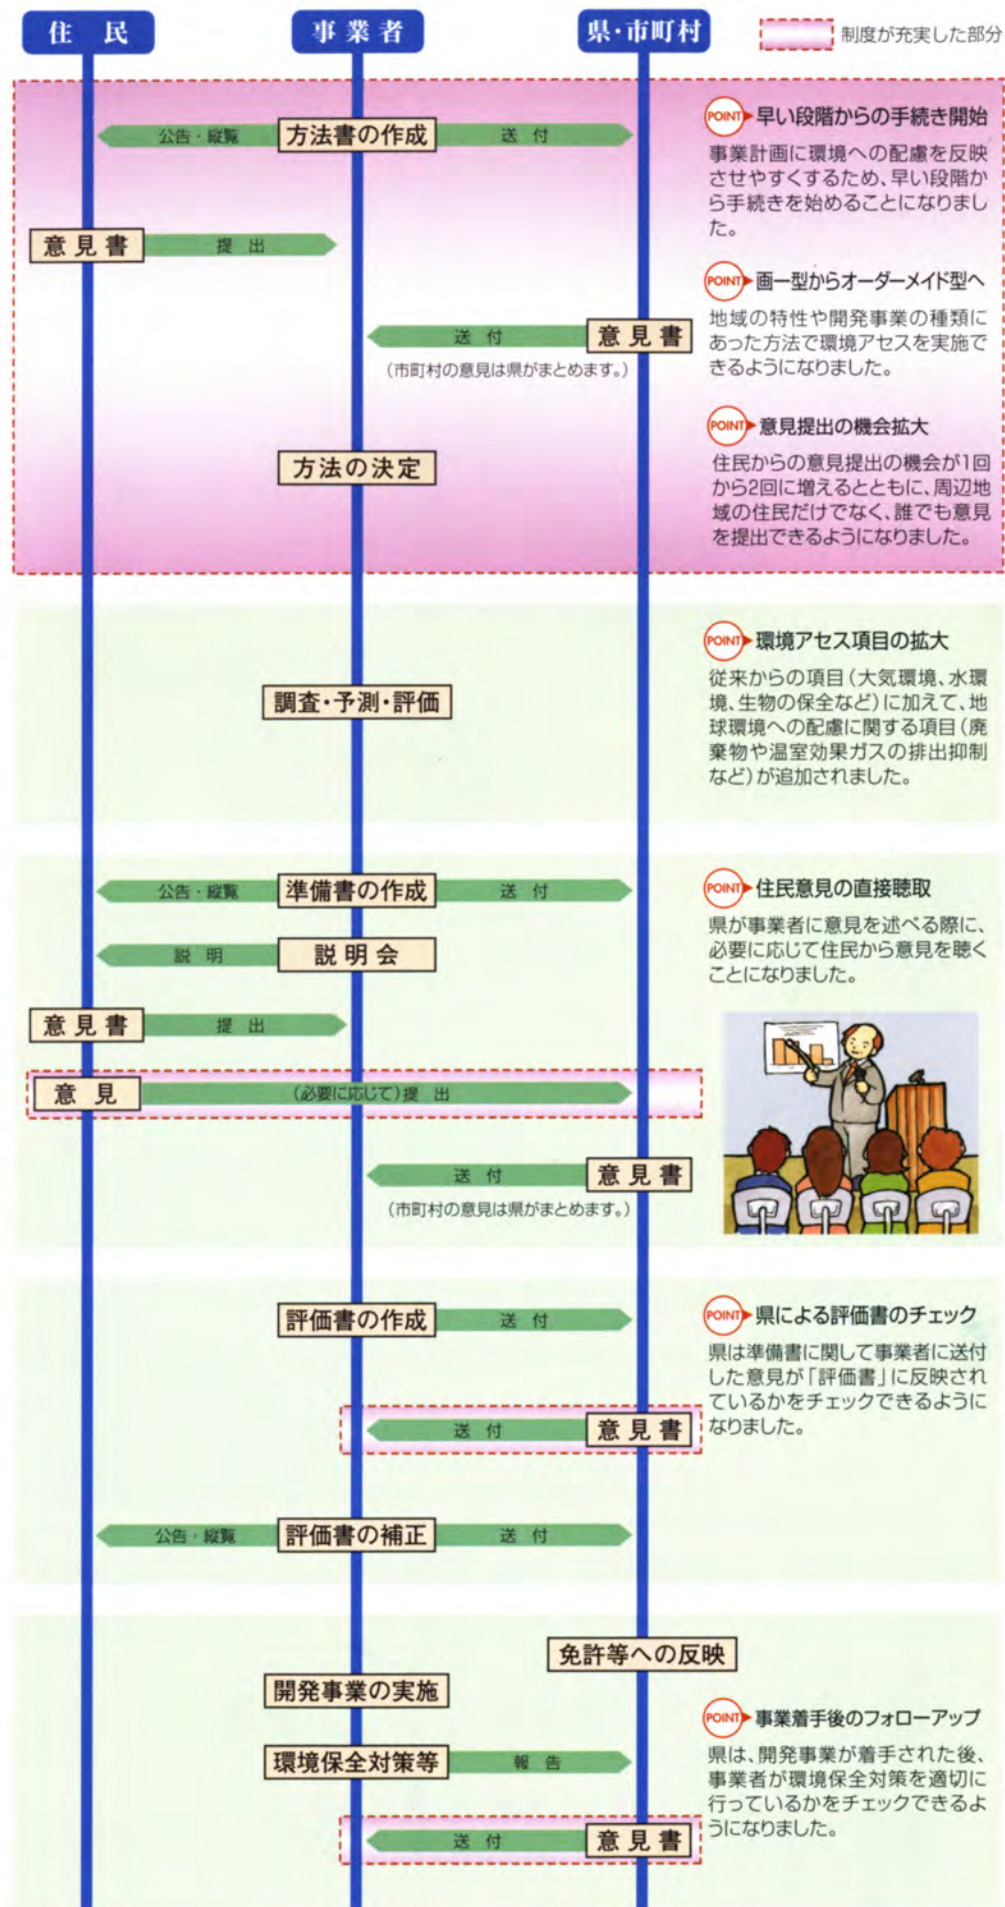 住 民
事 業 者
県・市町村
制度が充実した部分
公告・縦覧
方法書の作成
送 付
POINT 早い段階からの手続き開始
事業計画に環境への配慮を反映
させやすくするため、早い段階か
ら手続きを始めることになりまし
た。
意 見 書
提 出
POINT 画一型からオーダーメイド型へ
地域の特性や開発事業の種類に
あった方法で環境アセスを実施で
きるようになりました。
送 付
意 見 書
(市町村の意見は県がまとめます。)
POINT 意見提出の機会拡大
住民からの意見提出の機会が1回
から2回に増えるとともに、周辺地
域の住民だけでなく、誰でも意見
を提出できるようになりました。
方法の決定
POINT 環境アセス項目の拡大
従来からの項目(大気環境、水環
境、生物の保全など)に加えて、地
球環境への配慮に関する項目(廃
棄物や温室効果ガスの排出抑制
など)が追加されました。
調査・予測・評価
公告・縦覧
準備書の作成
送 付
POINT 住民意見の直接聴取
県が事業者に意見を述べる際に、
必要に応じて住民から意見を聴く
ことになりました。
説 明
説 明 会
意 見 書
提 出
意 見
(必要に応じて)提 出
送 付
意 見 書
(市町村の意見は県がまとめます。)
評価書の作成
送 付
POINT 県による評価書のチェック
県は準備書に関して事業者に送付
した意見が「評価書」に反映され
ているかをチェックできるように
なりました。
送 付
意 見 書
公告・縦覧
評価書の補正
送 付
免許等への反映
開発事業の実施
POINT 事業着手後のフォローアップ
県は、開発事業が着手された後、
事業者が環境保全対策を適切に
行っているかをチェックできるよ
うになりました。
環境保全対策等
報 告
送 付
意 見 書